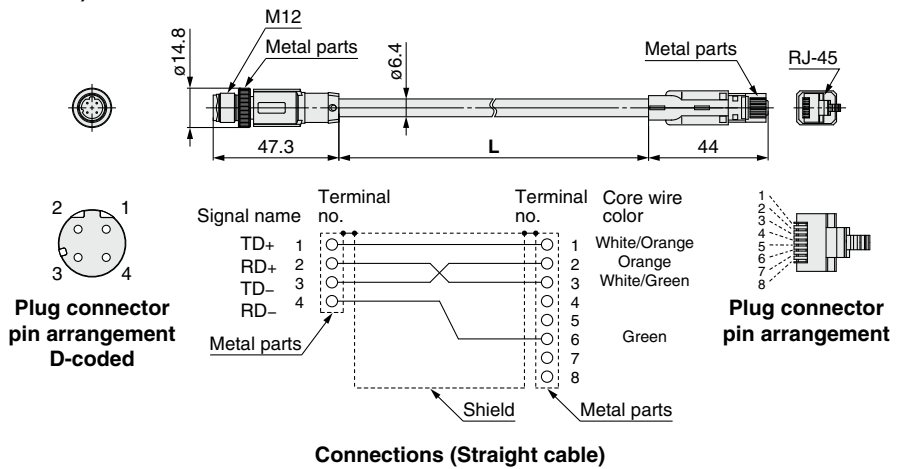 M12
Metal parts
ø14.8
ø6.4
Metal parts
RJ-45
47.3
L
44
2 1
3 4
Plug connector
pin arrangement
D-coded
Signal name
Terminal
no.
TD+ 1
RD+ 2
TD− 3
RD− 4
Metal parts
Terminal
no.
Core wire
color
1 White/Orange
2 Orange
3 White/Green
4
5
6 Green
7
8
Shield
Metal parts
1
2
3
4
5
6
7
8
Plug connector
pin arrangement
Connections (Straight cable)